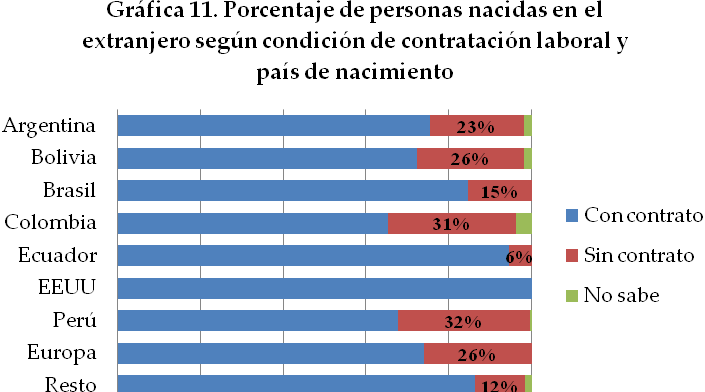 Gráfica 11. Porcentaje de personas nacidas en el
extranjero según condición de contratación laboral y
país de nacimiento
Argentina 23%
Bolivia 26%
Brasil 15%
Colombia 31%
Ecuador 6%
EEUU
Perú 32%
Europa 26%
Resto 12%
Con contrato
Sin contrato
No sabe